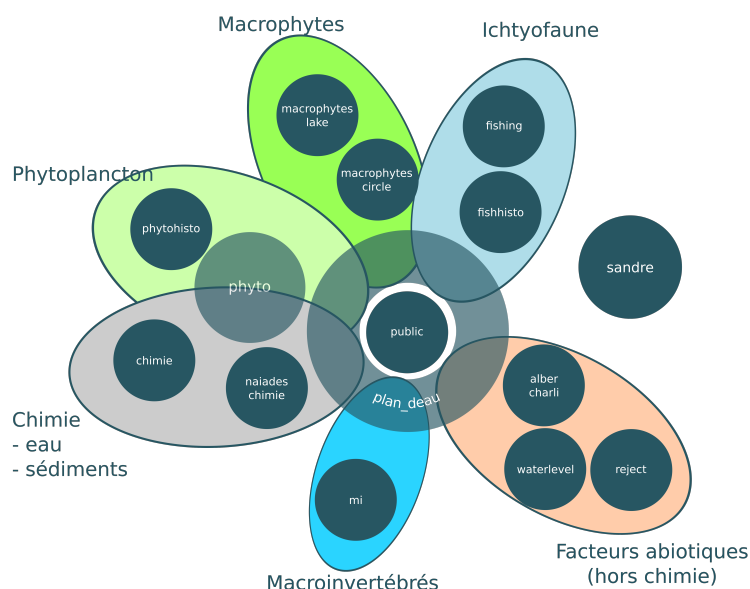 Macrophytes
Ichtyofaune
macrophytes
lake
fishing
macrophytes
circle
Phytoplancton
phytohisto
fishhisto
phyto
sandre
public
chimie
naiades
chimie
plan_deau
alber
charli
Chimie
- eau
- sédiments
waterlevel
reject
mi
Facteurs abiotiques
(hors chimie)
Macroinvertébrés